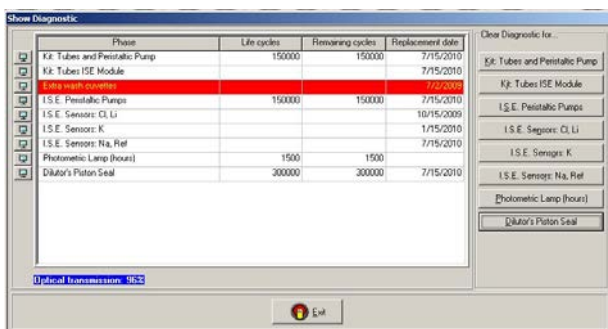 Show Diagnostic
Phase Life cycles Remaining cycles Replacement date
Kit: Tubes and Peristaltic Pump 150000 150000 7/15/2010
Kit: Tubes ISE Module 7/15/2010
Extra wash cuvettes 7/2/2009
I.S.E. Peristaltic Pumps 150000 150000 7/15/2010
I.S.E. Sensors: Cl, Li 10/15/2009
I.S.E. Sensors: K 1/15/2010
I.S.E. Sensors: Na, Ref 7/15/2010
Photometric Lamp (hours) 1500 1500
Dilutor's Piston Seal 300000 300000 7/15/2010
Optical transmission: 96%
Clear Diagnostic for...
Kit: Tubes and Peristaltic Pump
Kit: Tubes ISE Module
I.S.E. Peristaltic Pumps
I.S.E. Sensors: Cl, Li
I.S.E. Sensors: K
I.S.E. Sensors: Na, Ref
Photometric Lamp (hours)
Dilutor's Piston Seal
Exit